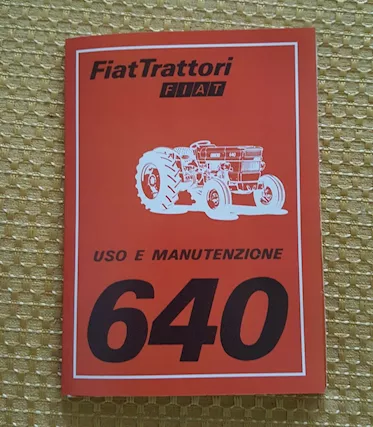 FiatTrattori
FIAT
USO E MANUTENZIONE
640